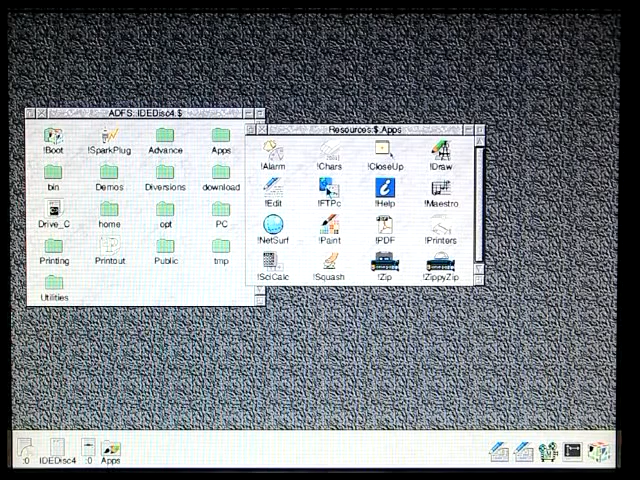 ADFS::IDEDisc4.$
!Boot !SparkPlug Advance Apps
bin Demos Diversions download
Drive_C home opt PC
Printing Printout Public tmp
Utilities
Resources:$.Apps
!Alarm !Chars !CloseUp !Draw
!Edit !FTPc !Help !Maestro
!NetSurf !Paint !PDF !Printers
!SciCalc !Squash !Zip !ZippyZip
:0 IDEDisc4 :0 Apps